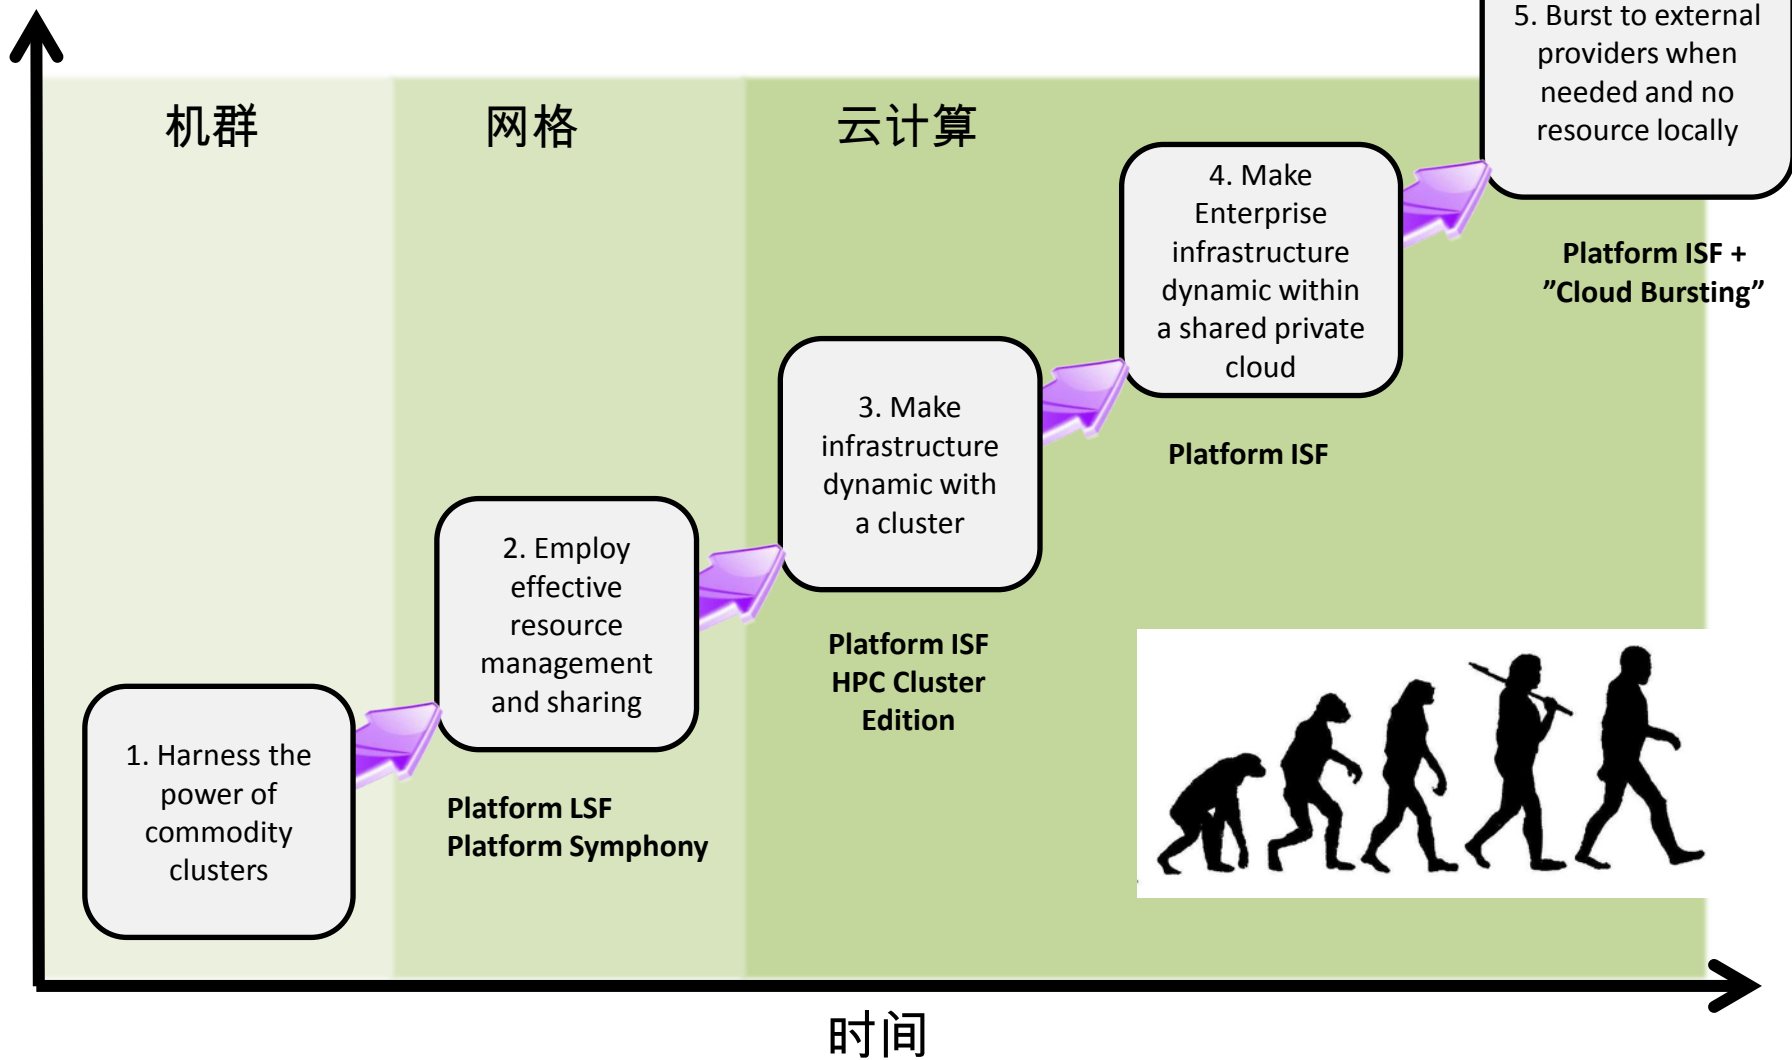 机群
网格
云计算
1. Harness the
power of
commodity
clusters
2. Employ
effective
resource
management
and sharing
Platform LSF
Platform Symphony
3. Make
infrastructure
dynamic with
a cluster
Platform ISF
HPC Cluster
Edition
4. Make
Enterprise
infrastructure
dynamic within
a shared private
cloud
Platform ISF
5. Burst to external
providers when
needed and no
resource locally
Platform ISF +
”Cloud Bursting”
时间